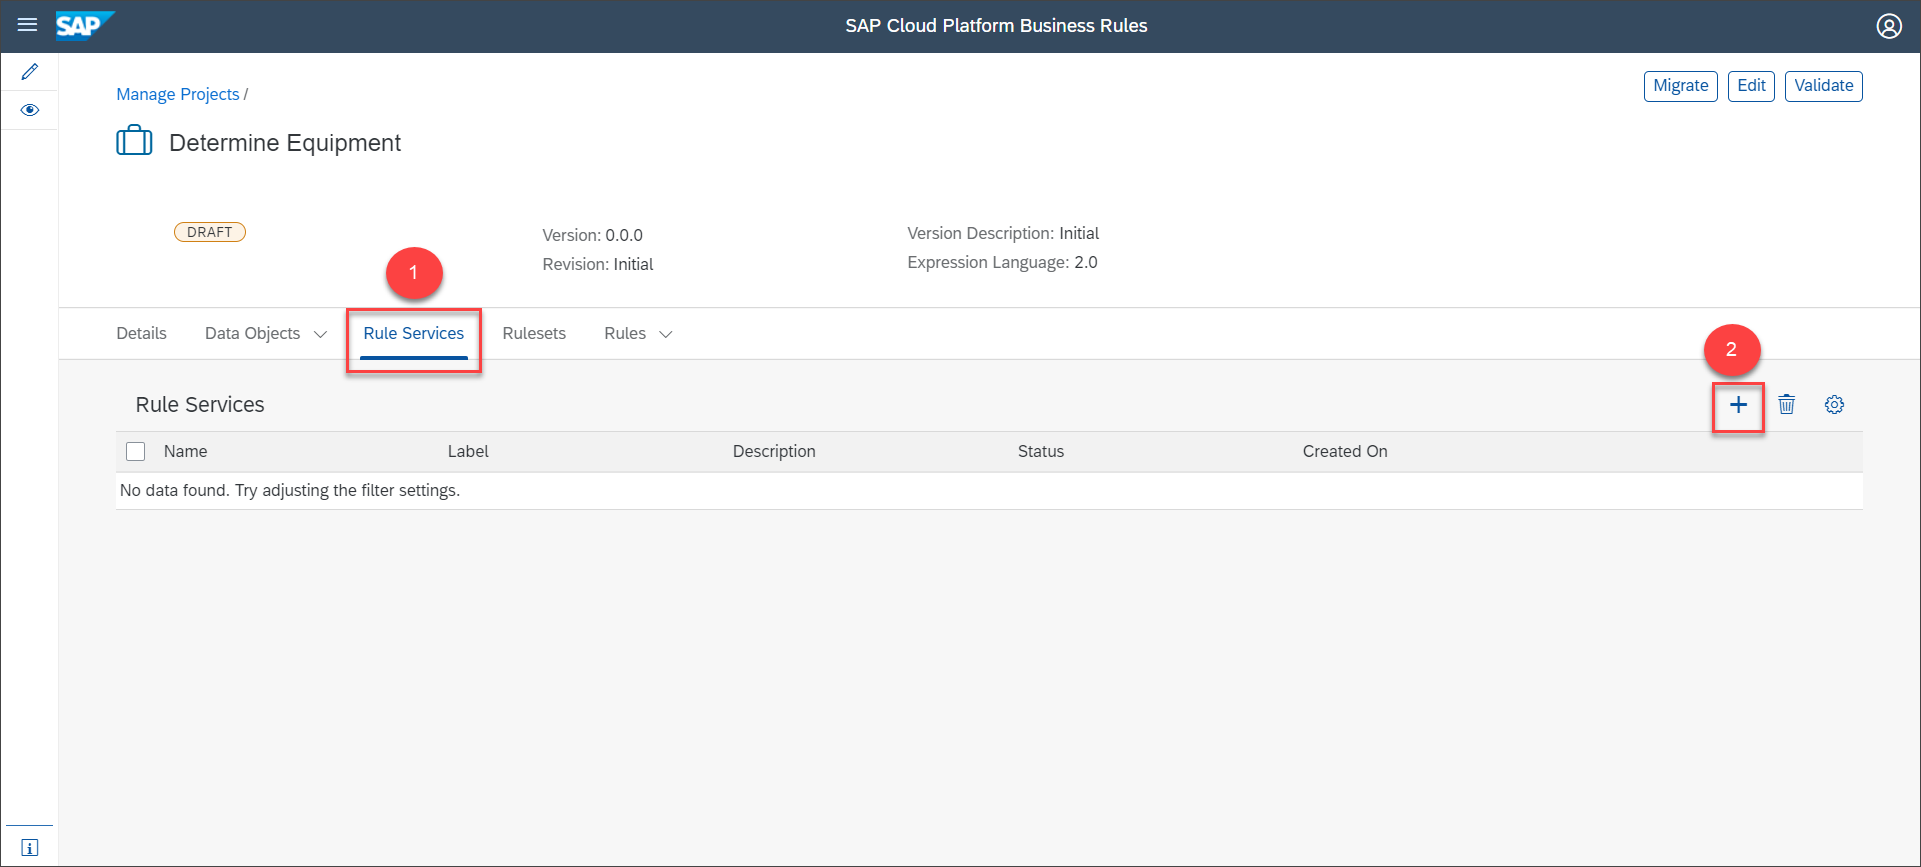 SAP
SAP Cloud Platform Business Rules
Manage Projects /
Migrate
Edit
Validate
Determine Equipment
DRAFT
Version: 0.0.0
Revision: Initial
Version Description: Initial
Expression Language: 2.0
1
Details
Data Objects
Rule Services
Rulesets
Rules
2
Rule Services
Name
Label
Description
Status
Created On
No data found. Try adjusting the filter settings.